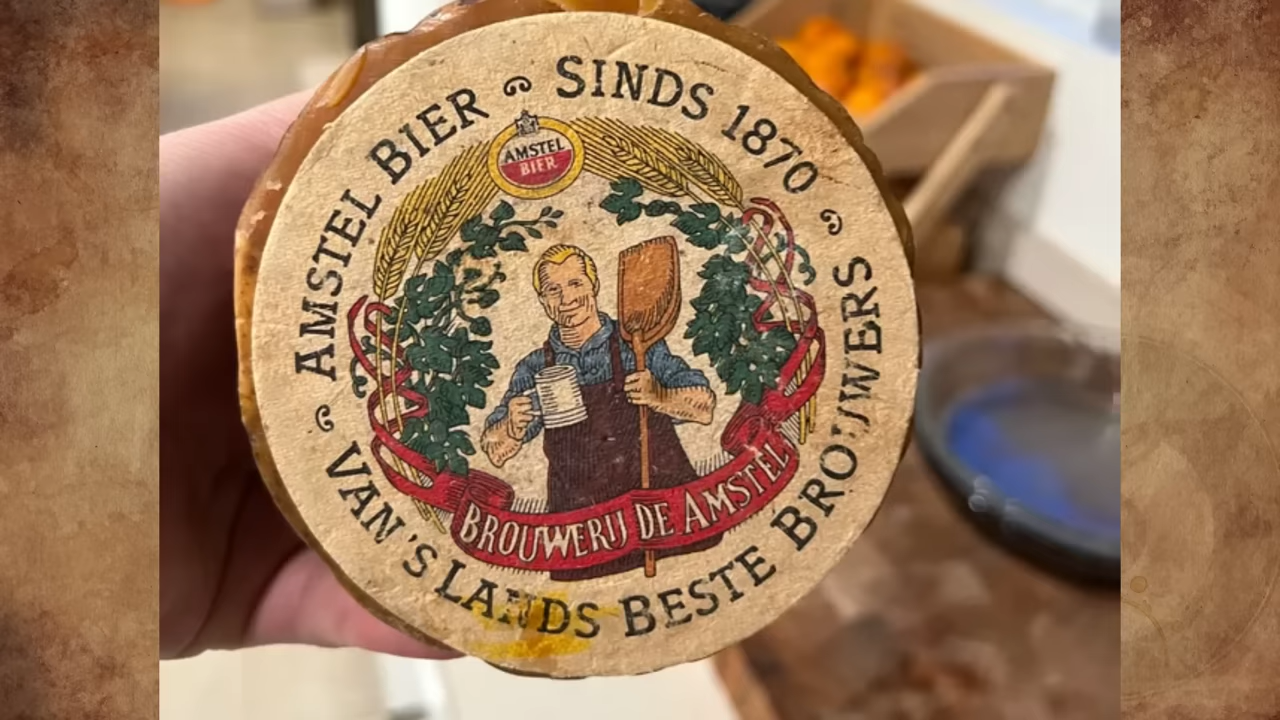 AMSTEL BIER
SINDS 1870
VAN'S LANDS BESTE BROUWERS
AMSTEL
BIER
BROUWERIJ DE AMSTEL